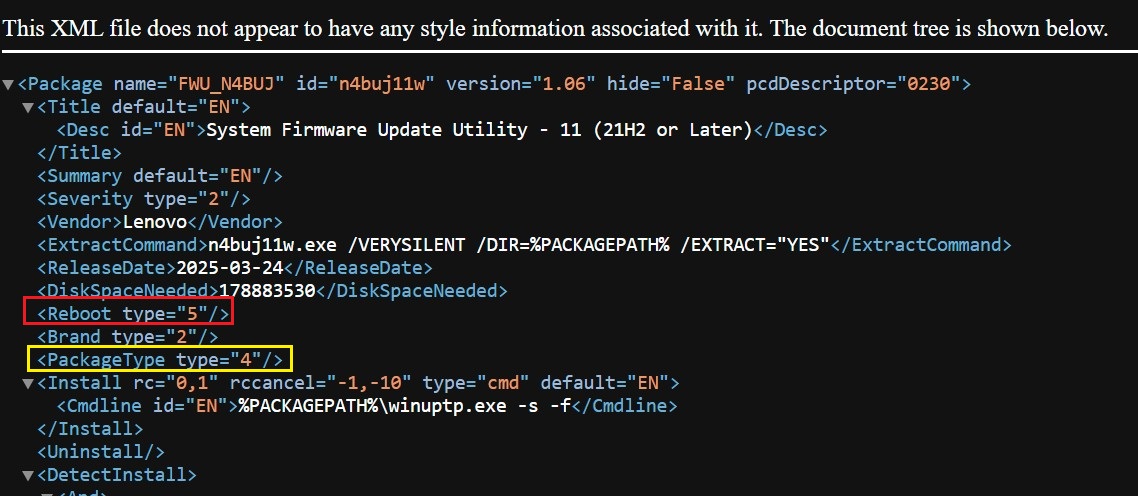 This XML file does not appear to have any style information associated with it. The document tree is shown below.
<Package name="FWU_N4BUJ" id="n4buj11w" version="1.06" hide="False" pcdDescriptor="0230">
<Title default="EN">
<Desc id="EN">System Firmware Update Utility - 11 (21H2 or Later)</Desc>
</Title>
<Summary default="EN"/>
<Severity type="2"/>
<Vendor>Lenovo</Vendor>
<ExtractCommand>n4buj11w.exe /VERYSILENT /DIR=%PACKAGEPATH% /EXTRACT="YES"</ExtractCommand>
<ReleaseDate>2025-03-24</ReleaseDate>
<DiskSpaceNeeded>178883530</DiskSpaceNeeded>
<Reboot type="5"/>
<Brand type="2"/>
<PackageType type="4"/>
<Install rc="0,1" rccancel="-1,-10" type="cmd" default="EN">
<Cmdline id="EN">%PACKAGEPATH%\winuptp.exe -s -f</Cmdline>
</Install>
<Uninstall/>
<DetectInstall>
<And>